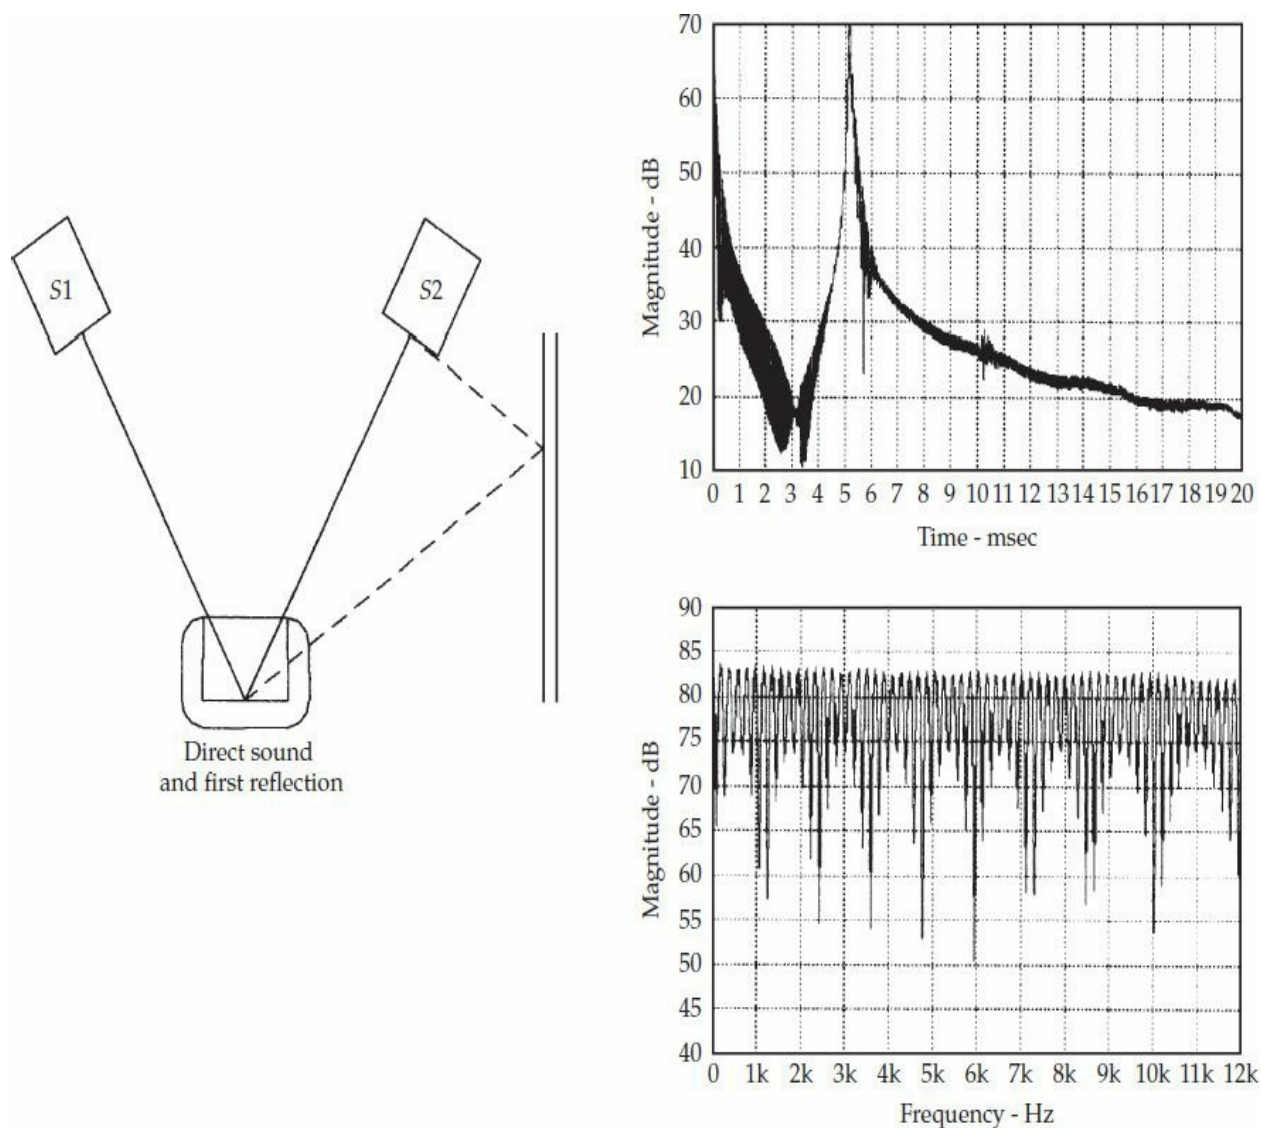 S1
S2
Direct sound
and first reflection
70
60
50
40
30
20
10
Magnitude - dB
0 1 2 3 4 5 6 7 8 9 10 11 12 13 14 15 16 17 18 19 20
Time - msec
90
85
80
75
70
65
60
55
50
45
40
Magnitude - dB
0 1k 2k 3k 4k 5k 6k 7k 8k 9k 10k 11k 12k
Frequency - Hz